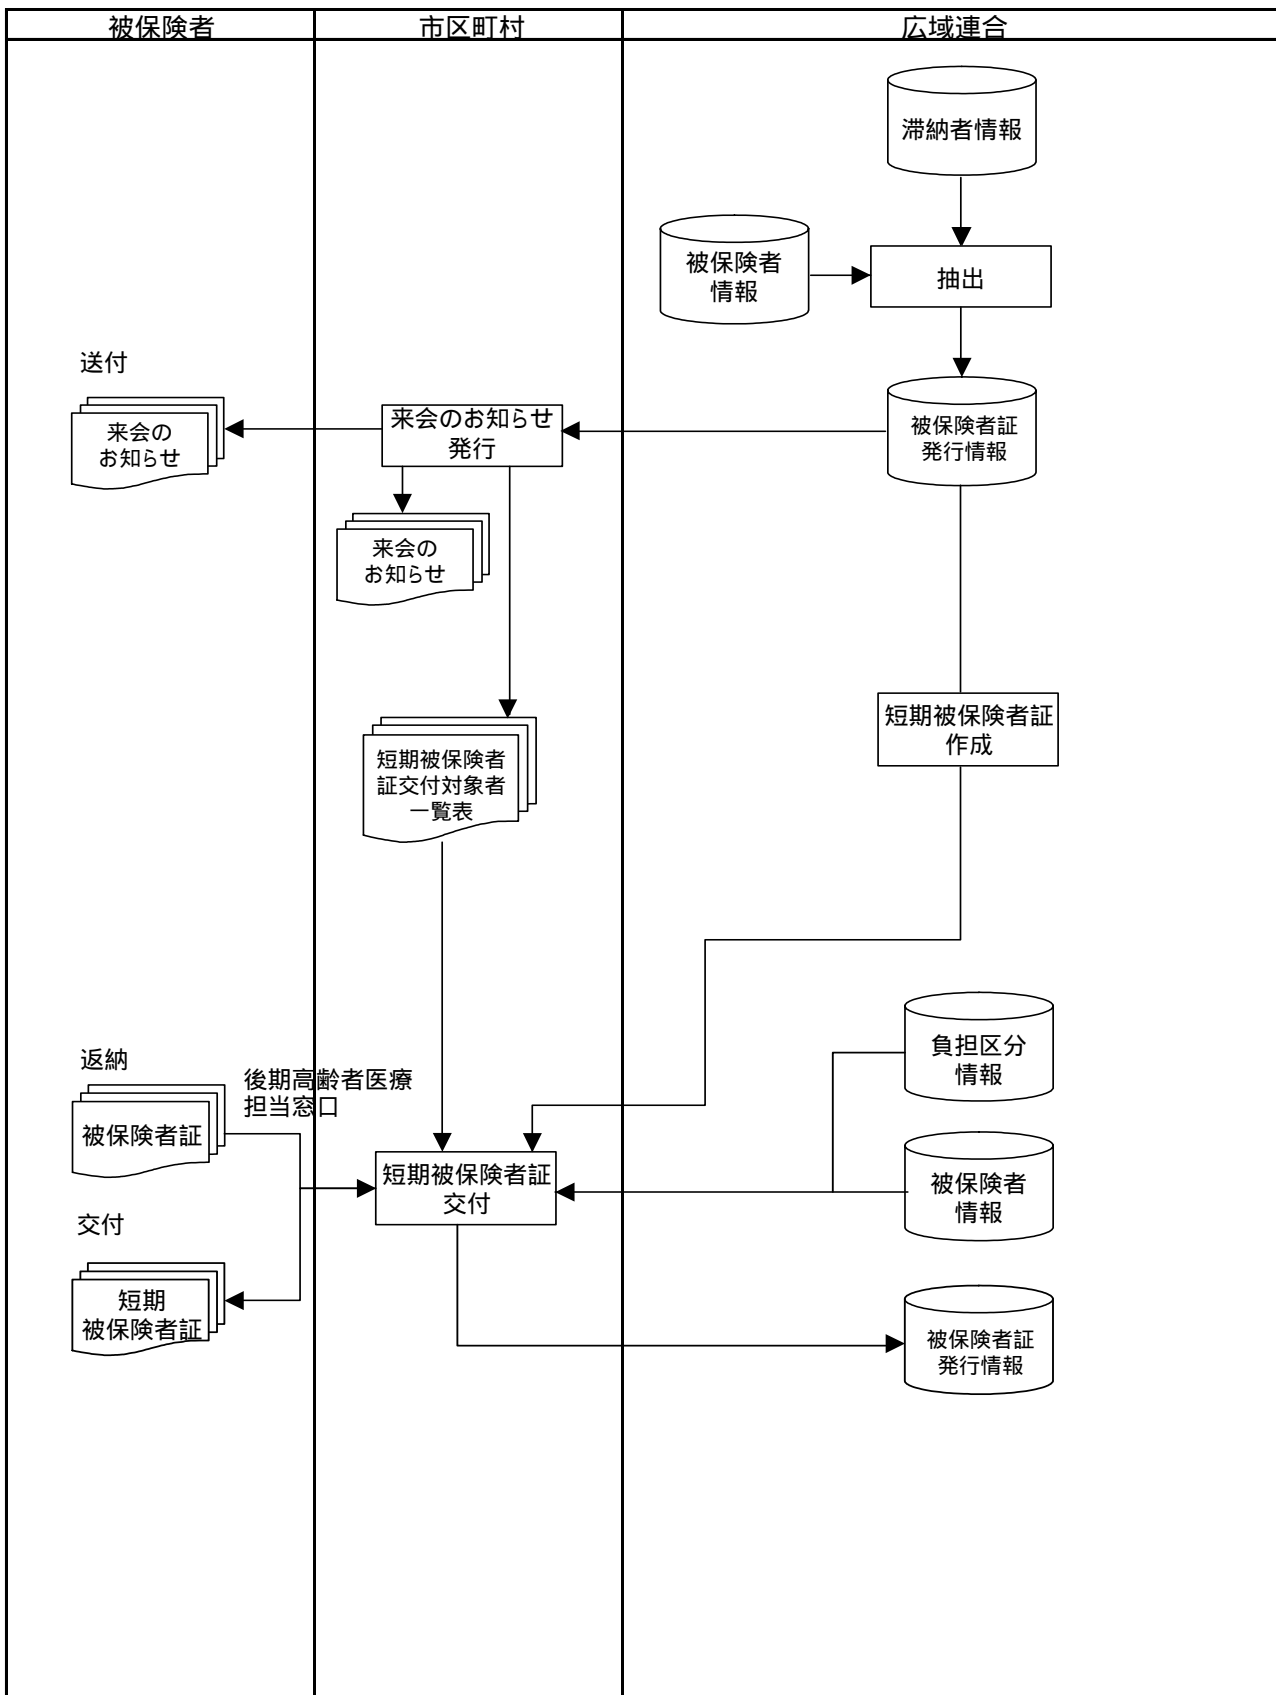 被保険者
市区町村
広域連合
滞納者情報
被保険者
情報
抽出
送付
来会の
お知らせ
来会のお知らせ
発行
被保険者証
発行情報
来会の
お知らせ
短期被保険者
証交付対象者
一覧表
短期被保険者証
作成
返納
被保険者証
後期高齢者医療
担当窓口
負担区分
情報
短期被保険者証
交付
被保険者
情報
交付
短期
被保険者証
被保険者証
発行情報